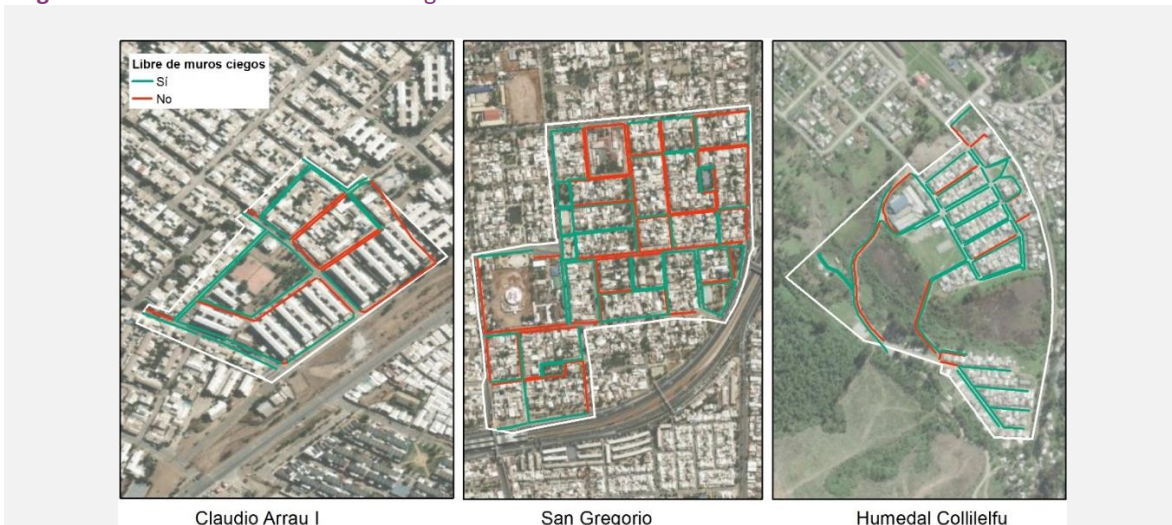 Libre de muros ciegos
Sí
No
Claudio Arrau I
San Gregorio
Humedal Collilelfu